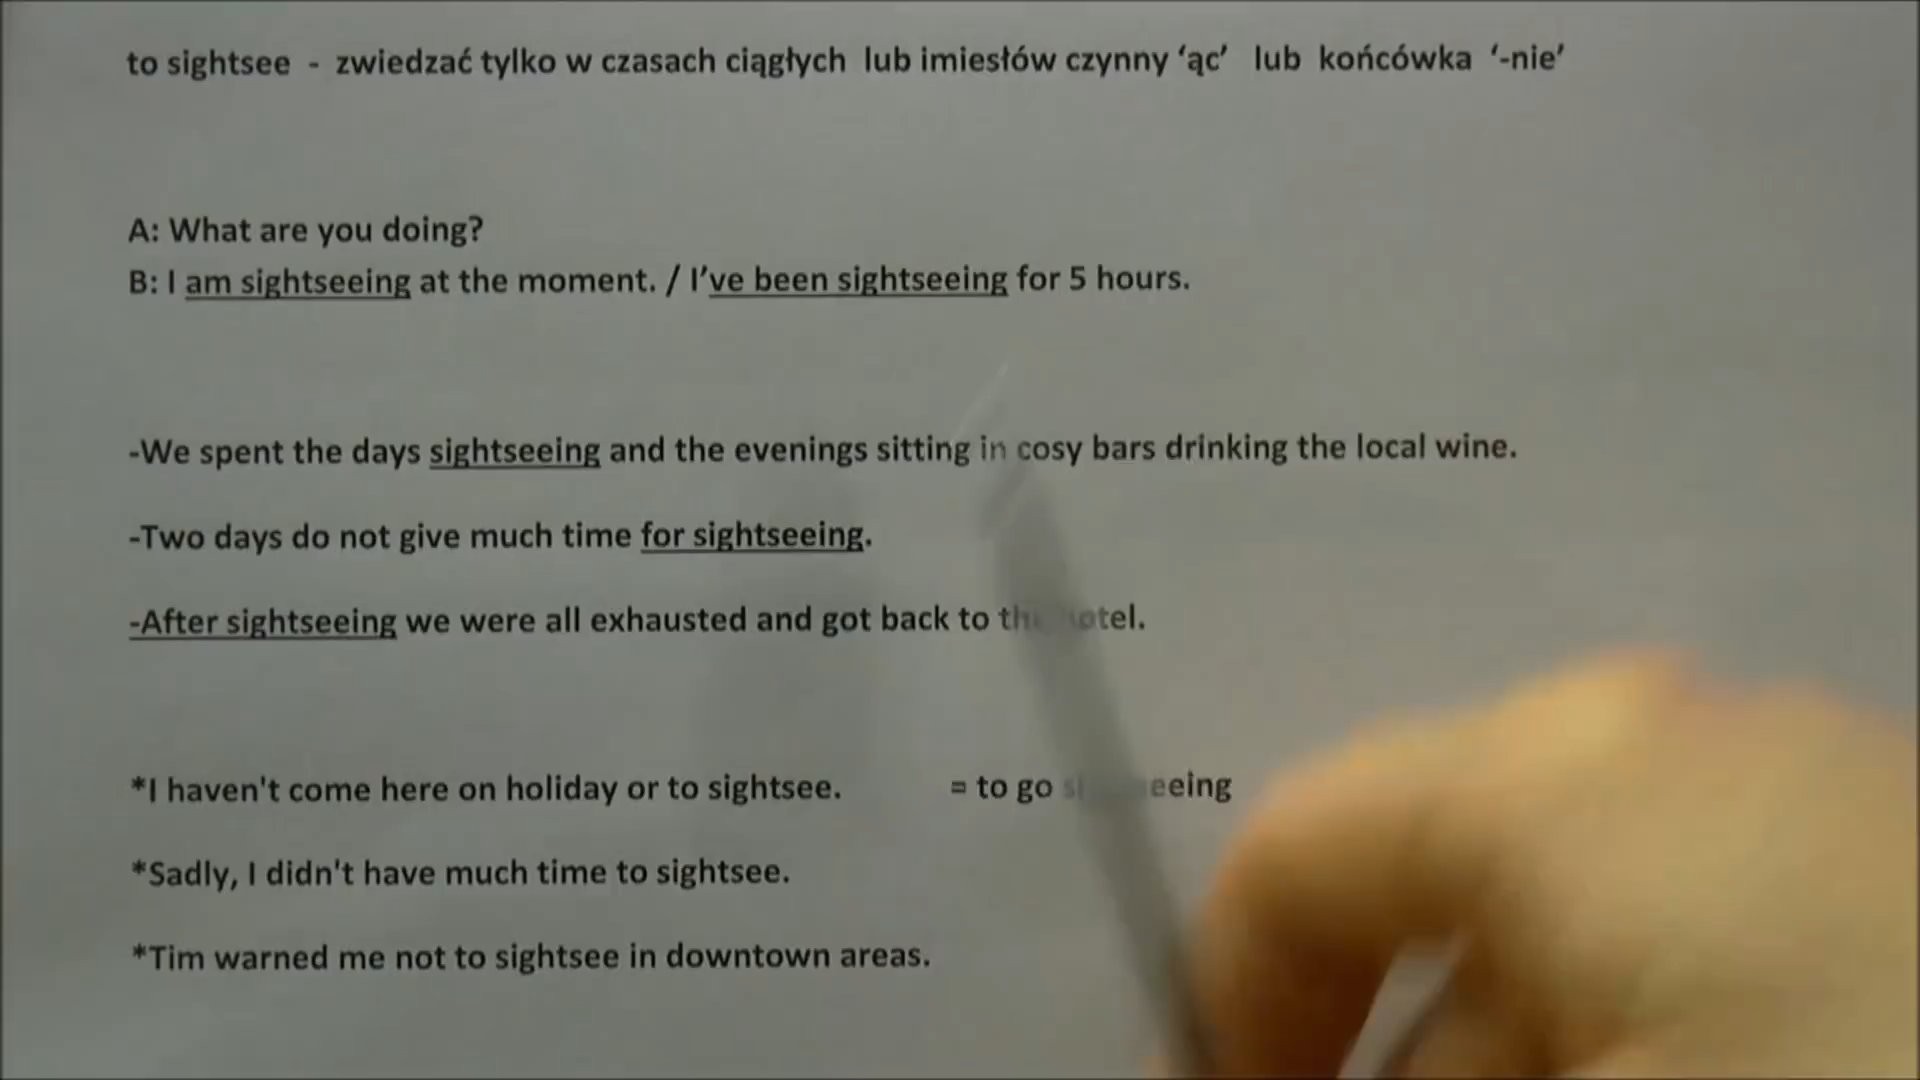 to sightsee - zwiedzać tylko w czasach ciągłych lub imiesłów czynny ‘ąc’ lub końcówka ‘-nie’
A: What are you doing?
B: I am sightseeing at the moment. / I’ve been sightseeing for 5 hours.
-We spent the days sightseeing and the evenings sitting in cosy bars drinking the local wine.
-Two days do not give much time for sightseeing.
-After sightseeing we were all exhausted and got back to the hotel.
*I haven't come here on holiday or to sightsee. = to go sightseeing
*Sadly, I didn't have much time to sightsee.
*Tim warned me not to sightsee in downtown areas.